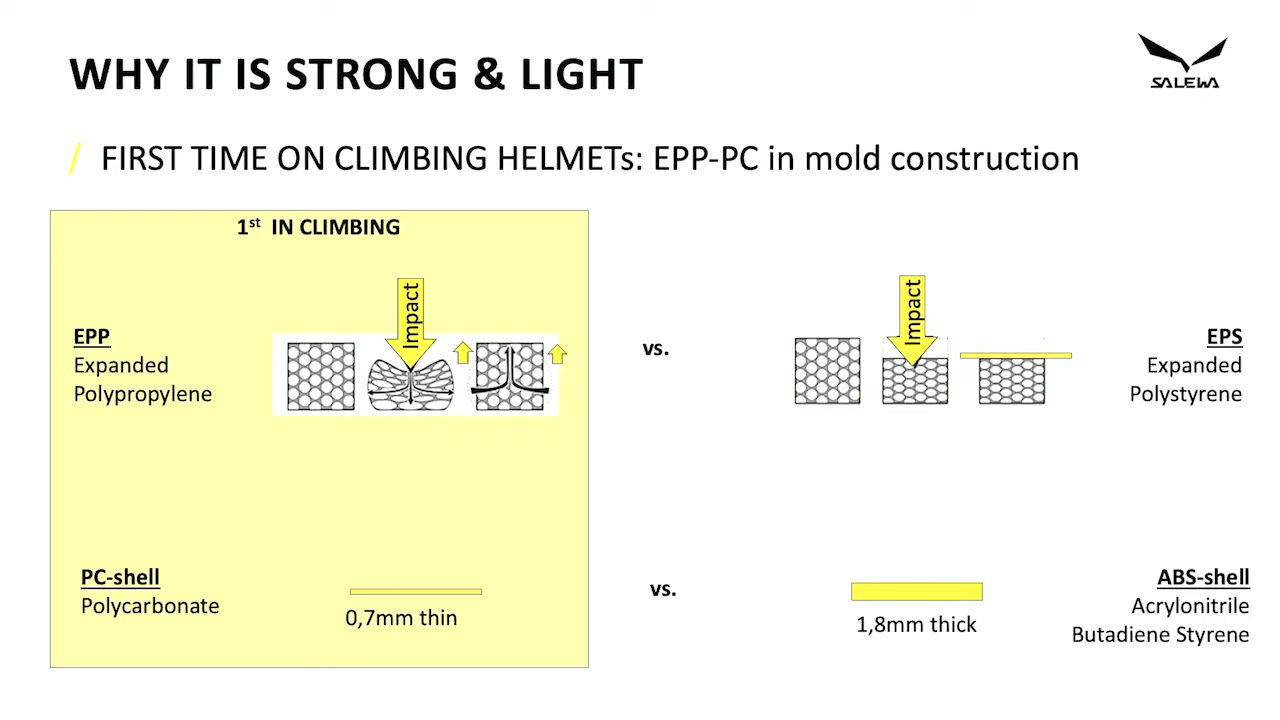 WHY IT IS STRONG & LIGHT
SALEWA
/ FIRST TIME ON CLIMBING HELMETs: EPP-PC in mold construction
1st IN CLIMBING
Impact
EPP
Expanded
Polypropylene
vs.
Impact
EPS
Expanded
Polystyrene
PC-shell
Polycarbonate
0,7mm thin
vs.
1,8mm thick
ABS-shell
Acrylonitrile
Butadiene Styrene